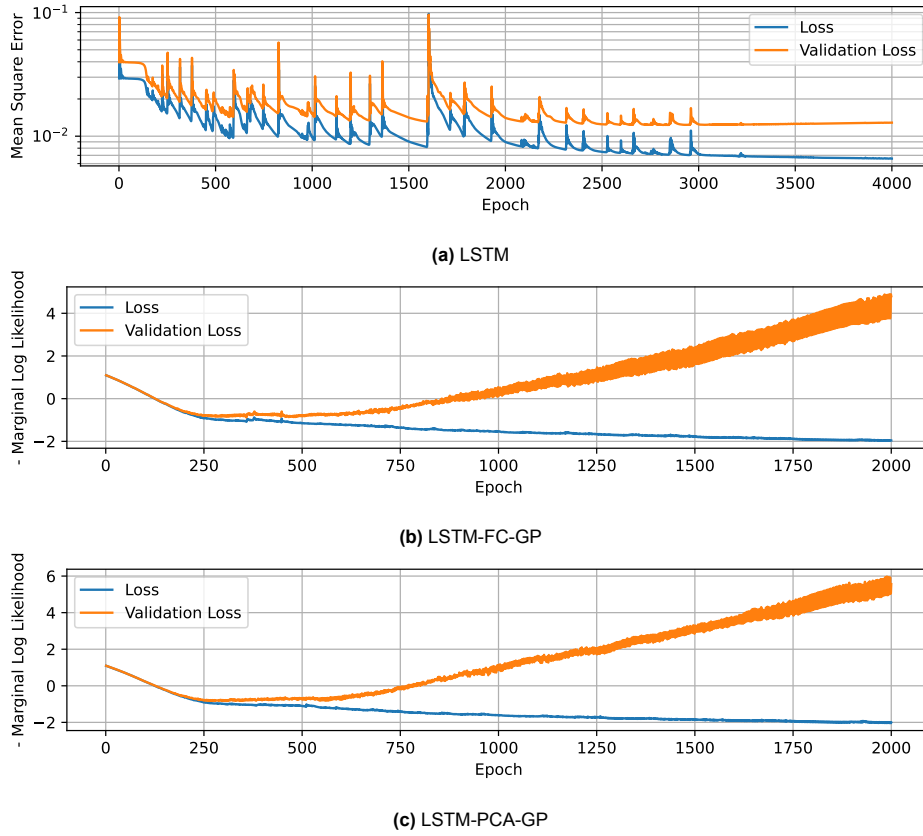 Mean Square Error
10⁻¹
10⁻²
Loss
Validation Loss
0 500 1000 1500 2000 2500 3000 3500 4000
Epoch
(a) LSTM
- Marginal Log Likelihood
4
2
0
−2
Loss
Validation Loss
0 250 500 750 1000 1250 1500 1750 2000
Epoch
(b) LSTM-FC-GP
- Marginal Log Likelihood
6
4
2
0
−2
Loss
Validation Loss
0 250 500 750 1000 1250 1500 1750 2000
Epoch
(c) LSTM-PCA-GP